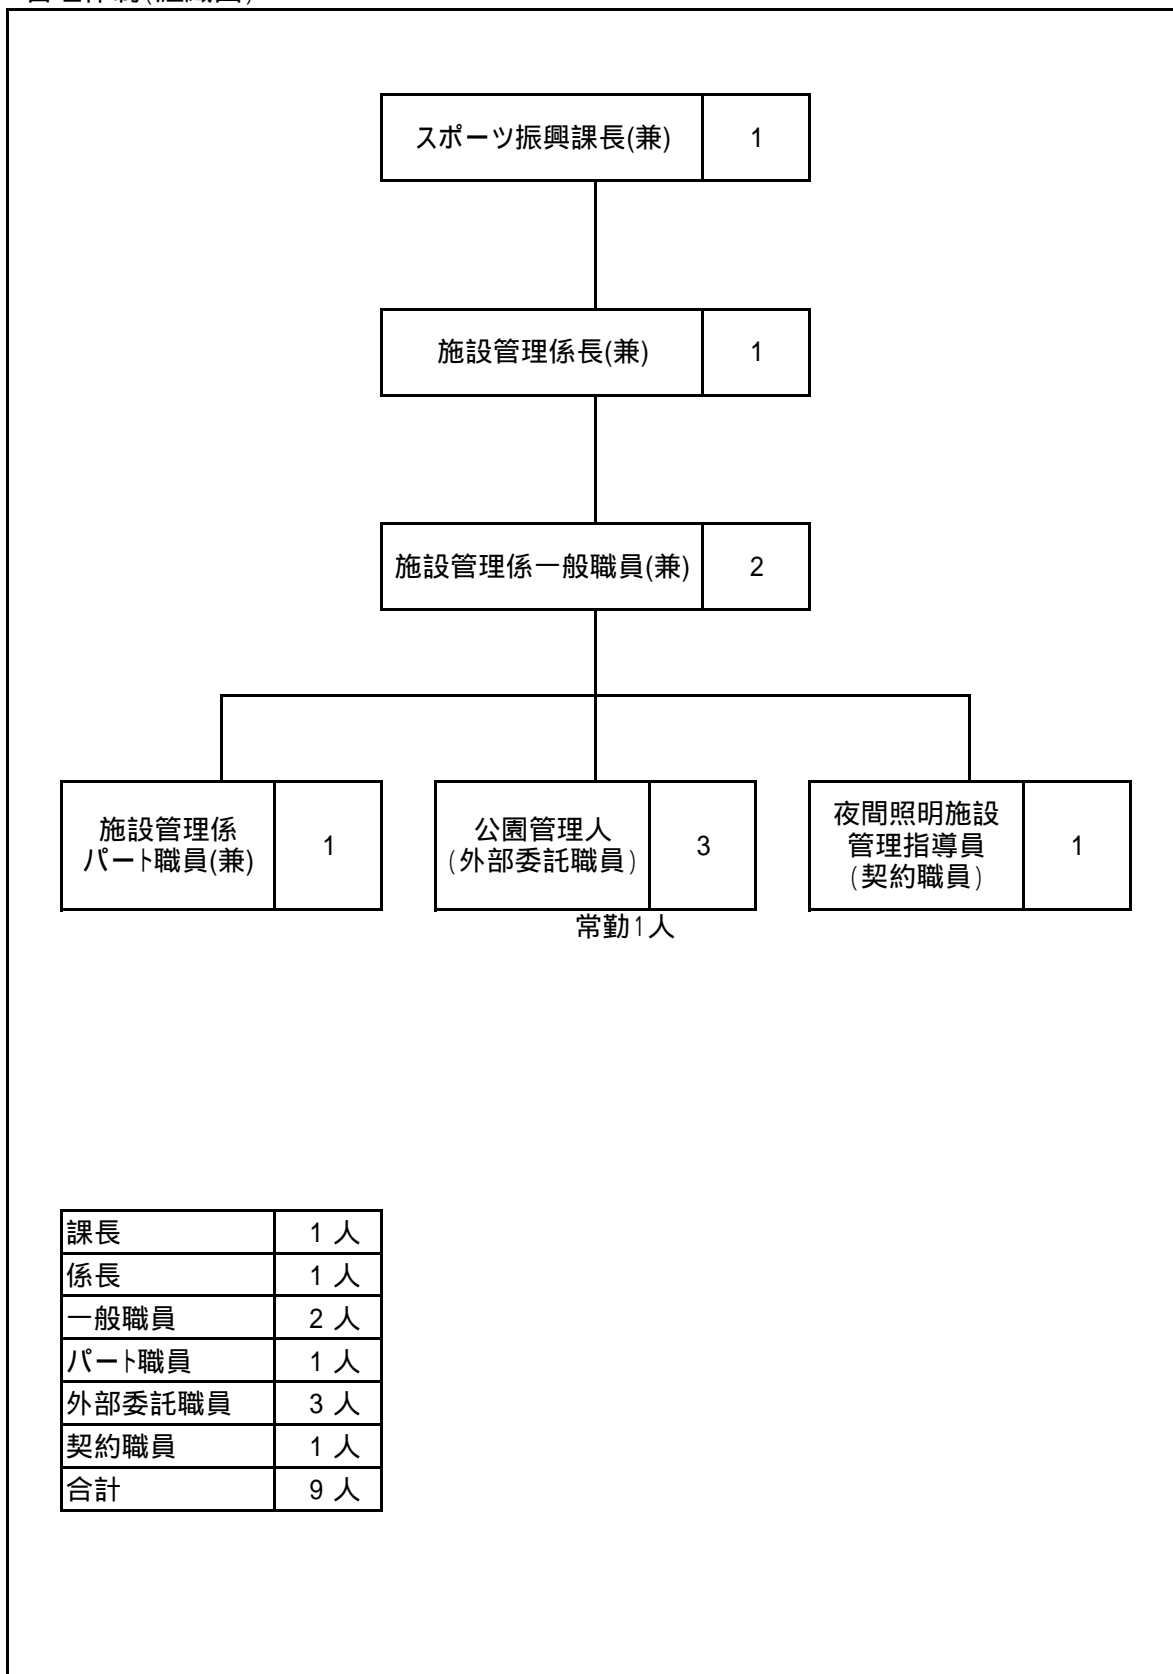 スポーツ振興課長(兼) 1
施設管理係長(兼) 1
施設管理係一般職員(兼) 2
施設管理係
パート職員(兼)
1
公園管理人
(外部委託職員)
3
夜間照明施設
管理指導員
(契約職員)
1
常勤1人
課長 1 人
係長 1 人
一般職員 2 人
パート職員 1 人
外部委託職員 3 人
契約職員 1 人
合計 9 人